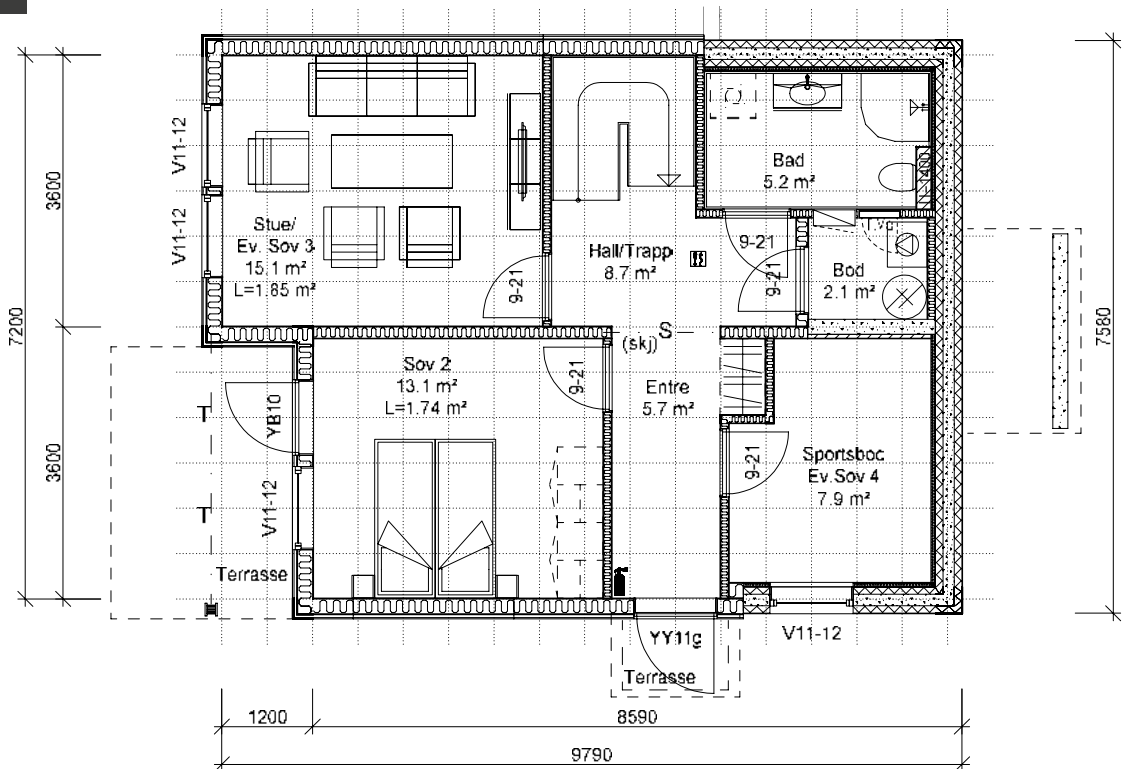 V11-12
V11-12
3600
7200
3600
Stue/
Ev. Sov 3
15.1 m²
L=1.85 m²
9-21
Hall/Trapp
8.7 m²
Bad
5.2 m²
9-21
9-21
Bod
2.1 m²
7580
S
(skj)
Sov 2
13.1 m²
L=1.74 m²
9-21
Entre
5.7 m²
9-21
Sportsboc
Ev.Sov 4
7.9 m²
T
T
YB10
V11-12
Terrasse
YY11g
Terrasse
V11-12
1200
8590
9790